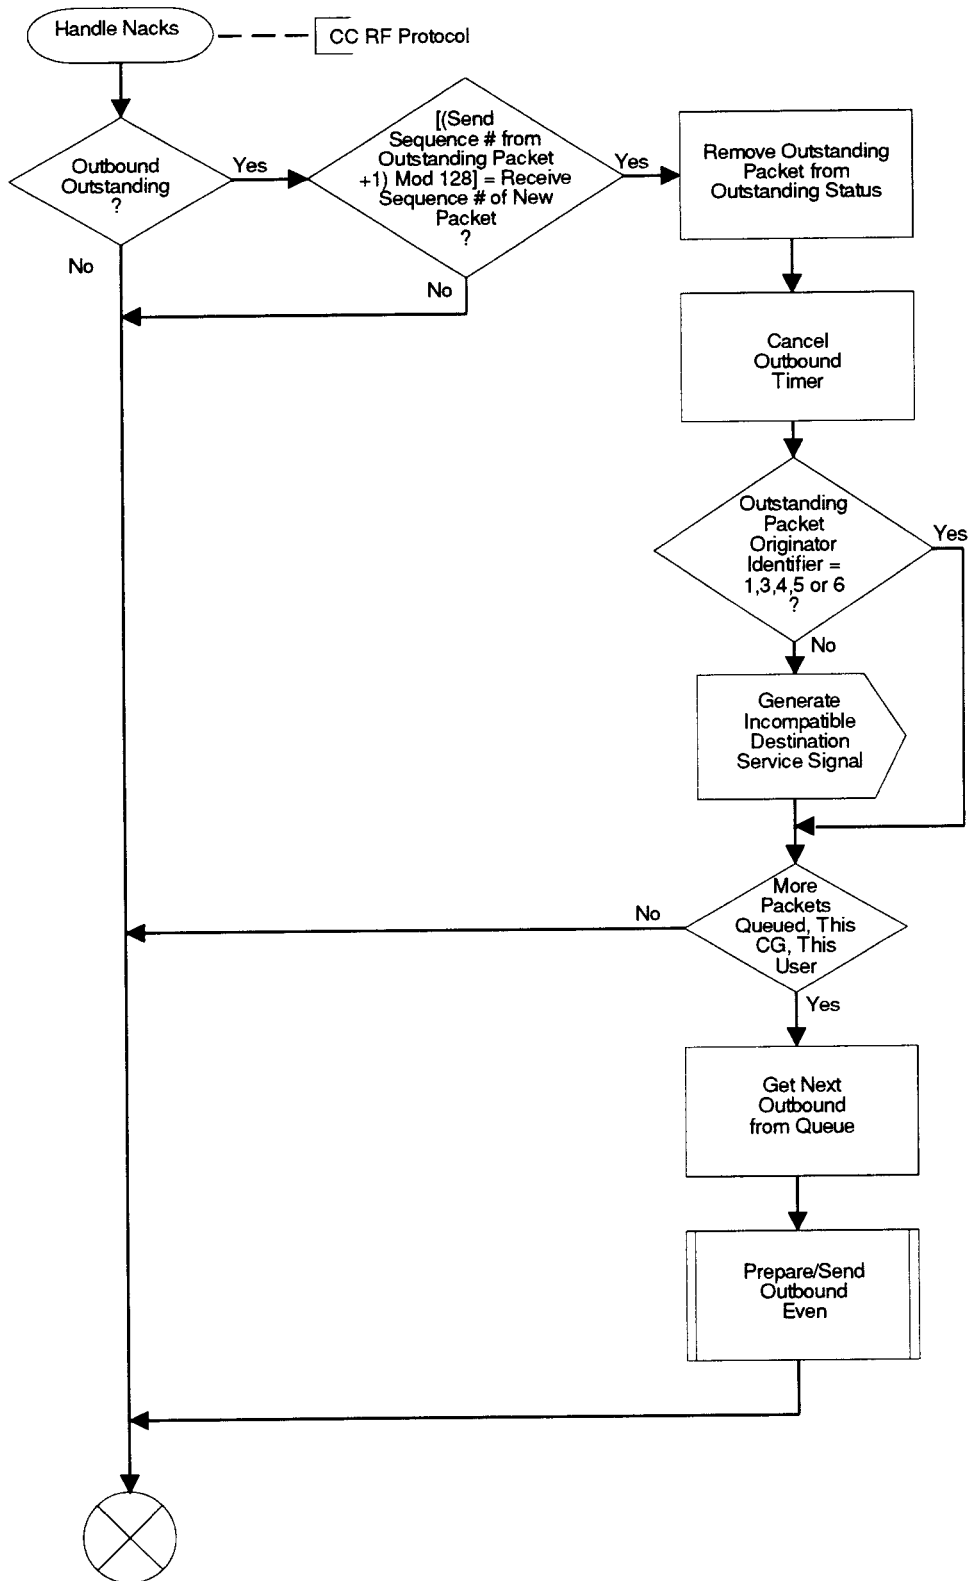 Handle Nacks
CC RF Protocol
Outbound
Outstanding
?
Yes
No
[(Send
Sequence # from
Outstanding Packet
+1) Mod 128] = Receive
Sequence # of New
Packet
?
Yes
No
Remove Outstanding
Packet from
Outstanding Status
Cancel
Outbound
Timer
Outstanding
Packet
Originator
Identifier =
1,3,4,5 or 6
?
Yes
No
Generate
Incompatible
Destination
Service Signal
More
Packets
Queued, This
CG, This
User
No
Yes
Get Next
Outbound
from Queue
Prepare/Send
Outbound
Even